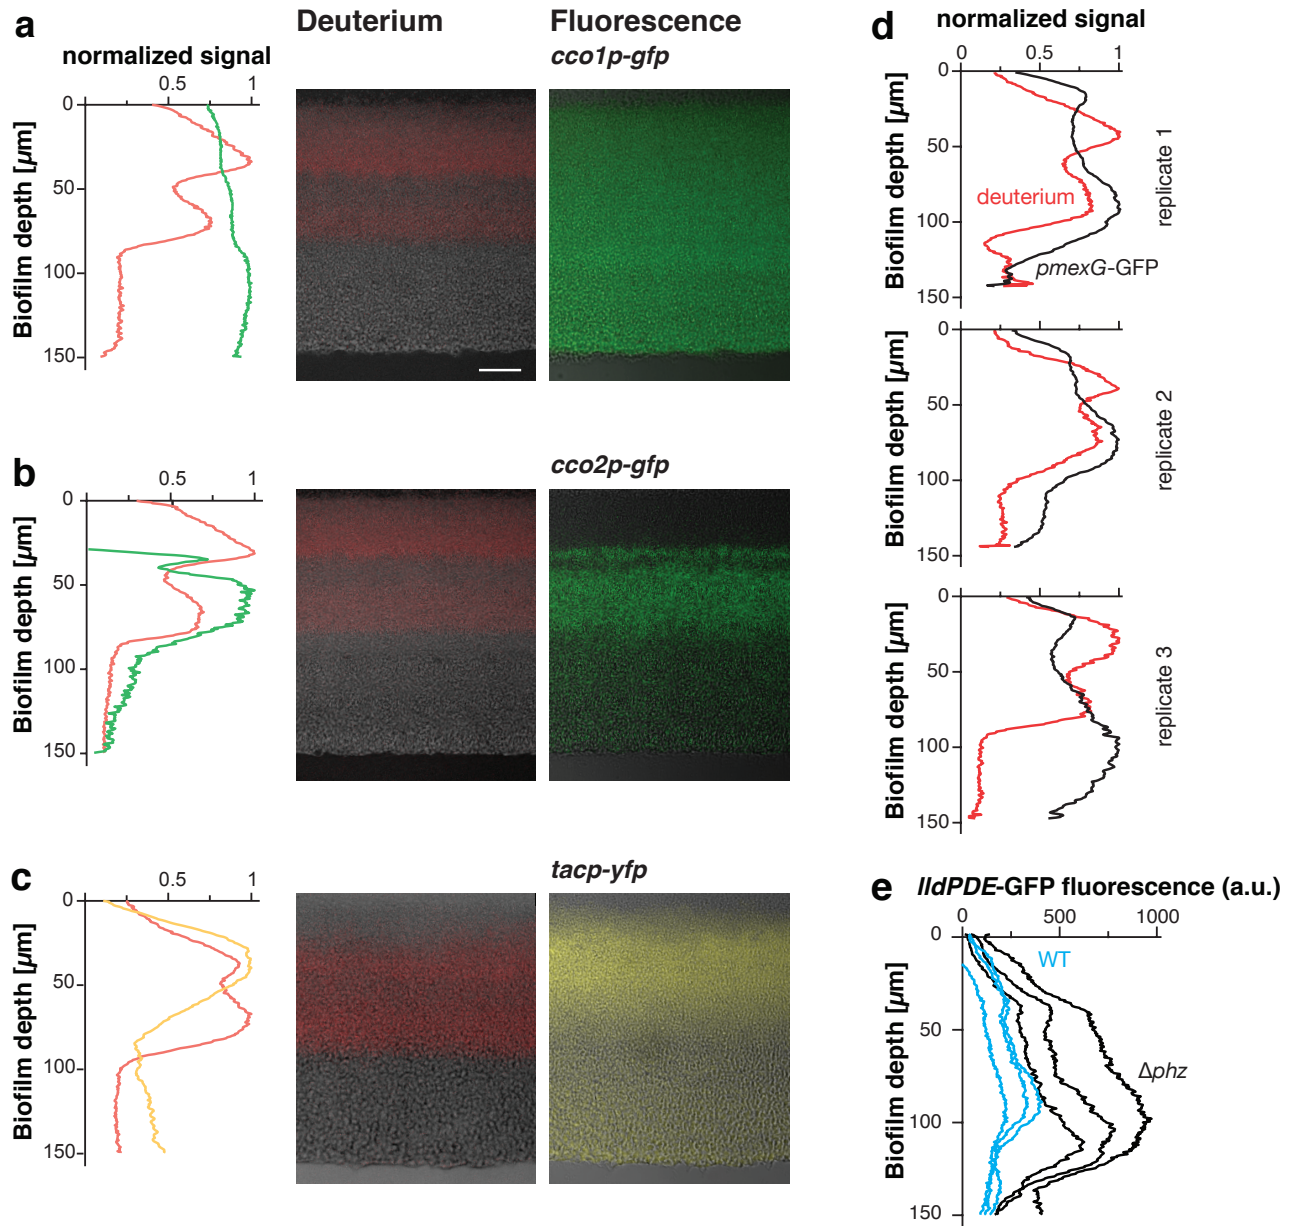 a
Deuterium
Fluorescence
cco1p-gfp
normalized signal
0.5 1
0
50
100
150
Biofilm depth [µm]
b
cco2p-gfp
0.5 1
0
50
100
150
Biofilm depth [µm]
c
tacp-yfp
0.5 1
0
50
100
150
Biofilm depth [µm]
d
normalized signal
0 0.5 1
0
50
100
150
Biofilm depth [µm]
deuterium
pmexG-GFP
replicate 1
0
50
100
150
Biofilm depth [µm]
replicate 2
0
50
100
150
Biofilm depth [µm]
replicate 3
e
lldPDE-GFP fluorescence (a.u.)
0 500 1000
0
50
100
150
Biofilm depth [µm]
WT
Δphz